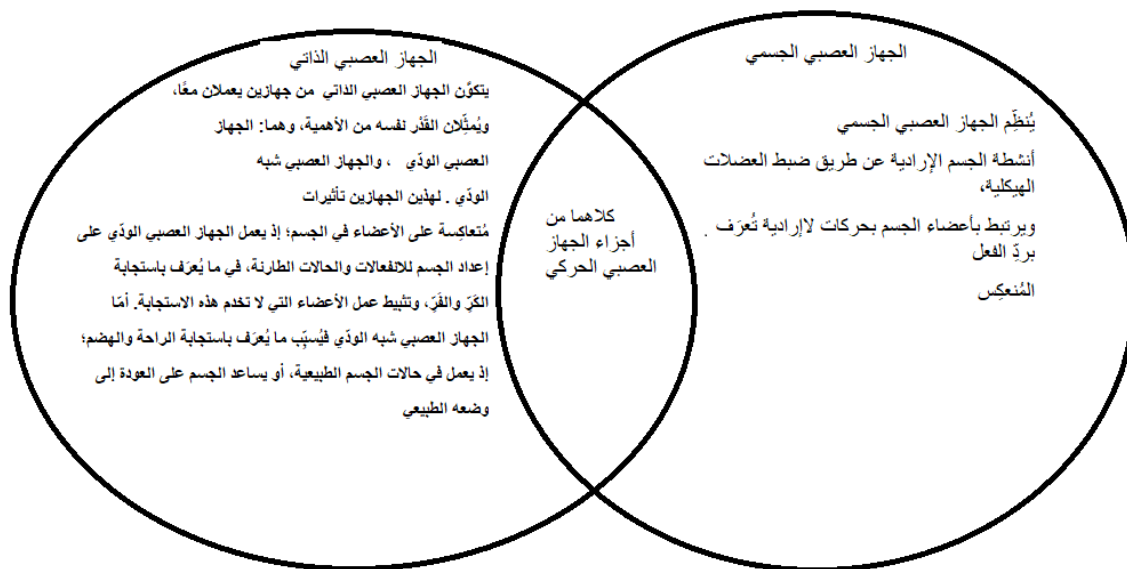 الجهاز العصبي الجسمي
يُنظِّم الجهاز العصبي الجسمي
أنشطة الجسم الإرادية عن طريق ضبط العضلات
الهيكلية،
ويرتبط بأعضاء الجسم بحركات لاإرادية تُعرَف .
بردِّ الفعل
المُنعكِس
كلاهما من
أجزاء الجهاز
العصبي الحركي
الجهاز العصبي الذاتي
يتكوَّن الجهاز العصبي الذاتي من جهازين يعملان معًا،
ويُمثِّلان القَدْر نفسه من الأهمية، وهما: الجهاز
العصبي الودّي ، والجهاز العصبي شبه
الودّي . لهذين الجهازين تأثيرات
مُتعاكِسة على الأعضاء في الجسم؛ إذ يعمل الجهاز العصبي الودّي على
إعداد الجسم للانفعالات والحالات الطارئة، في ما يُعرَف باستجابة
الكَرِّ والفَرِّ، وتثبيط عمل الأعضاء التي لا تخدم هذه الاستجابة. أمّا
الجهاز العصبي شبه الودّي فيُسبِّب ما يُعرَف باستجابة الراحة والهضم؛
إذ يعمل في حالات الجسم الطبيعية، أو يساعد الجسم على العودة إلى
وضعه الطبيعي